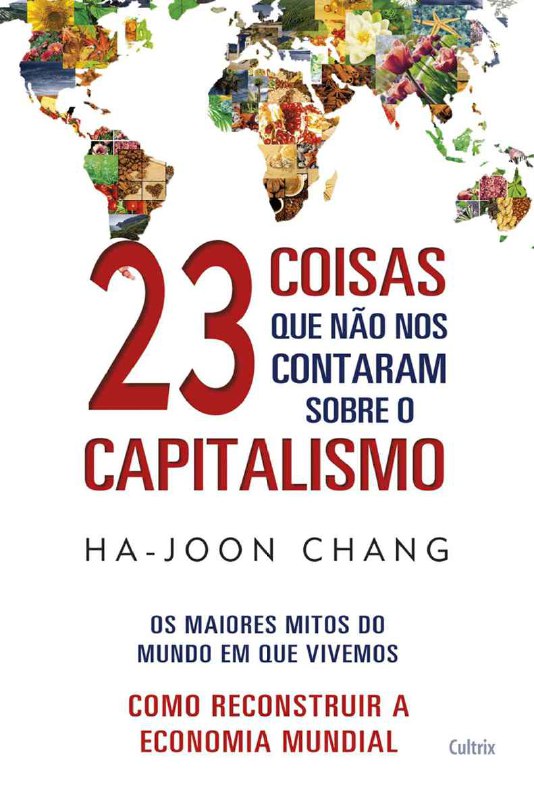 23 COISAS
QUE NÃO NOS
CONTARAM
SOBRE O
CAPITALISMO
HA-JOON CHANG
OS MAIORES MITOS DO
MUNDO EM QUE VIVEMOS
COMO RECONSTRUIR A
ECONOMIA MUNDIAL
Cultrix